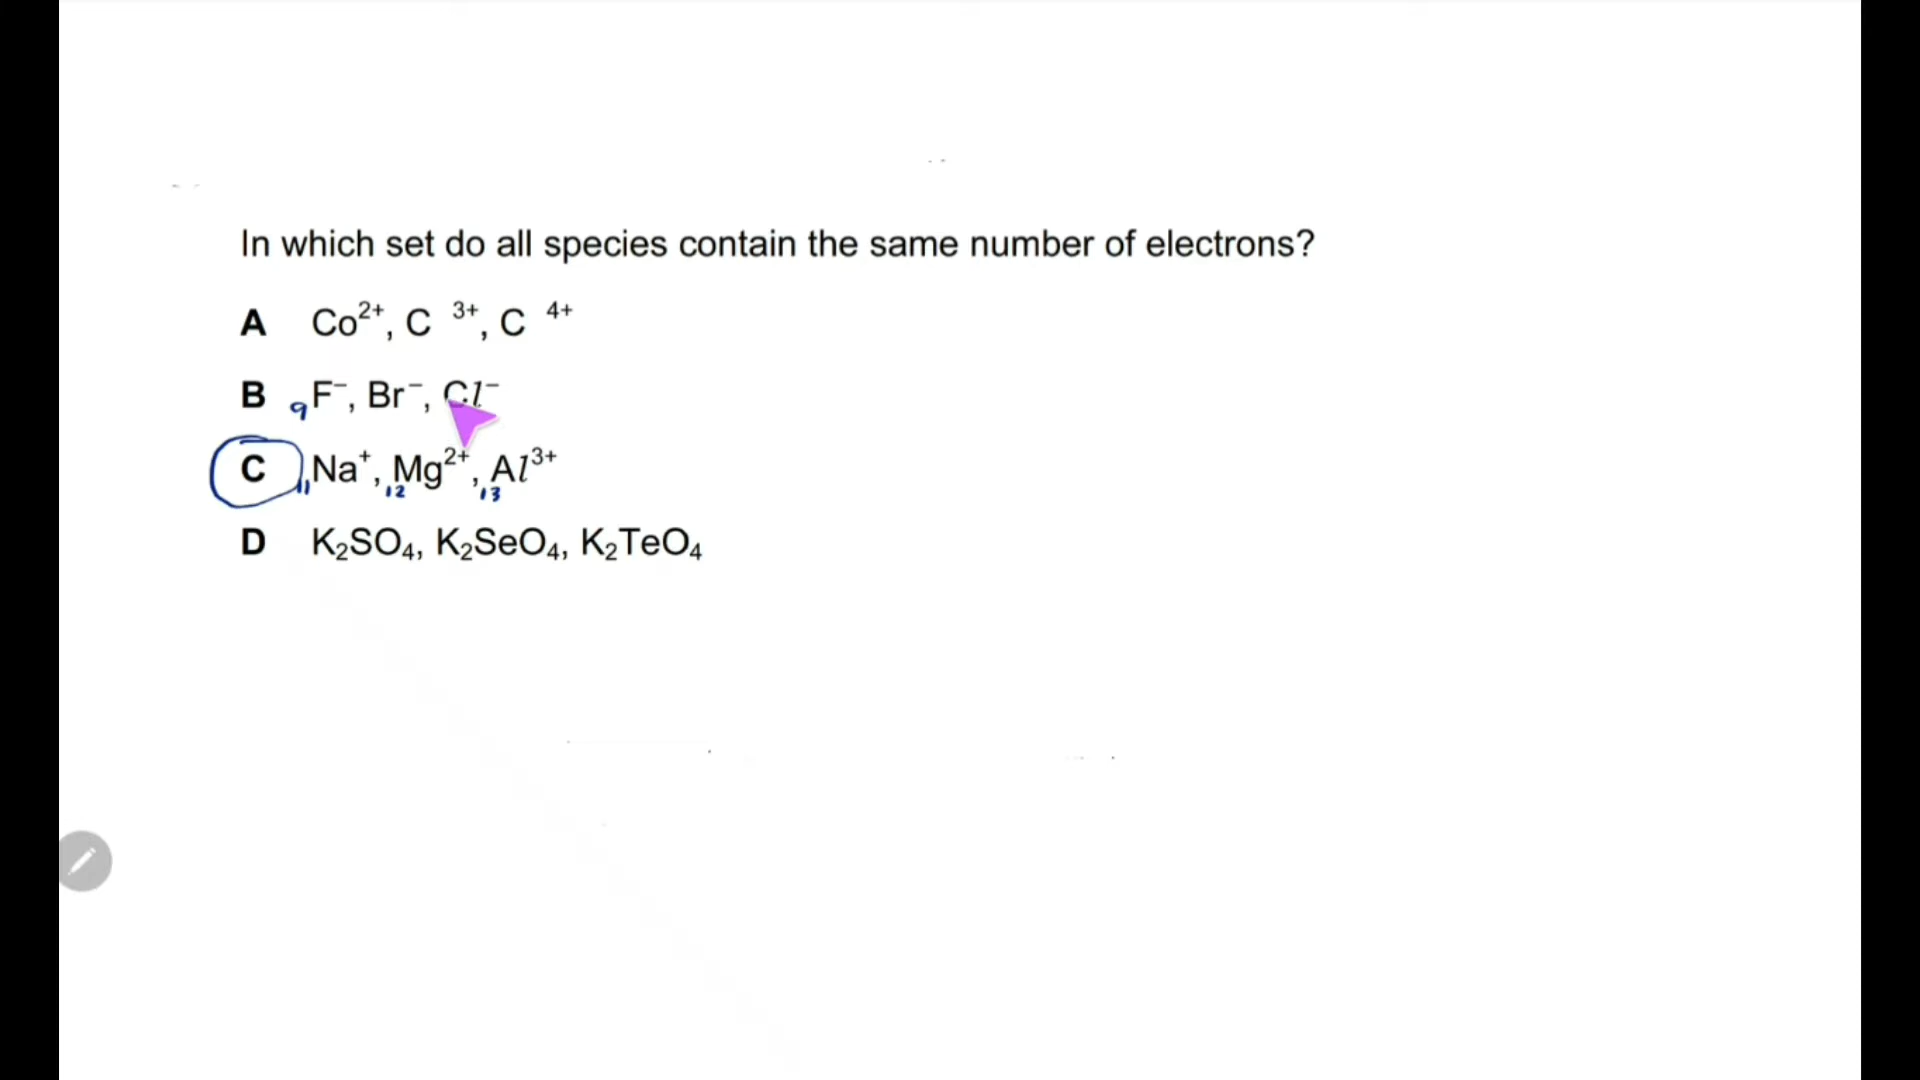 In which set do all species contain the same number of electrons?
A Co²⁺, C ³⁺, C ⁴⁺
B ₉F⁻, Br⁻, Cl⁻
C ₁₁Na⁺, ₁₂Mg²⁺, ₁₃Al³⁺
D K₂SO₄, K₂SeO₄, K₂TeO₄